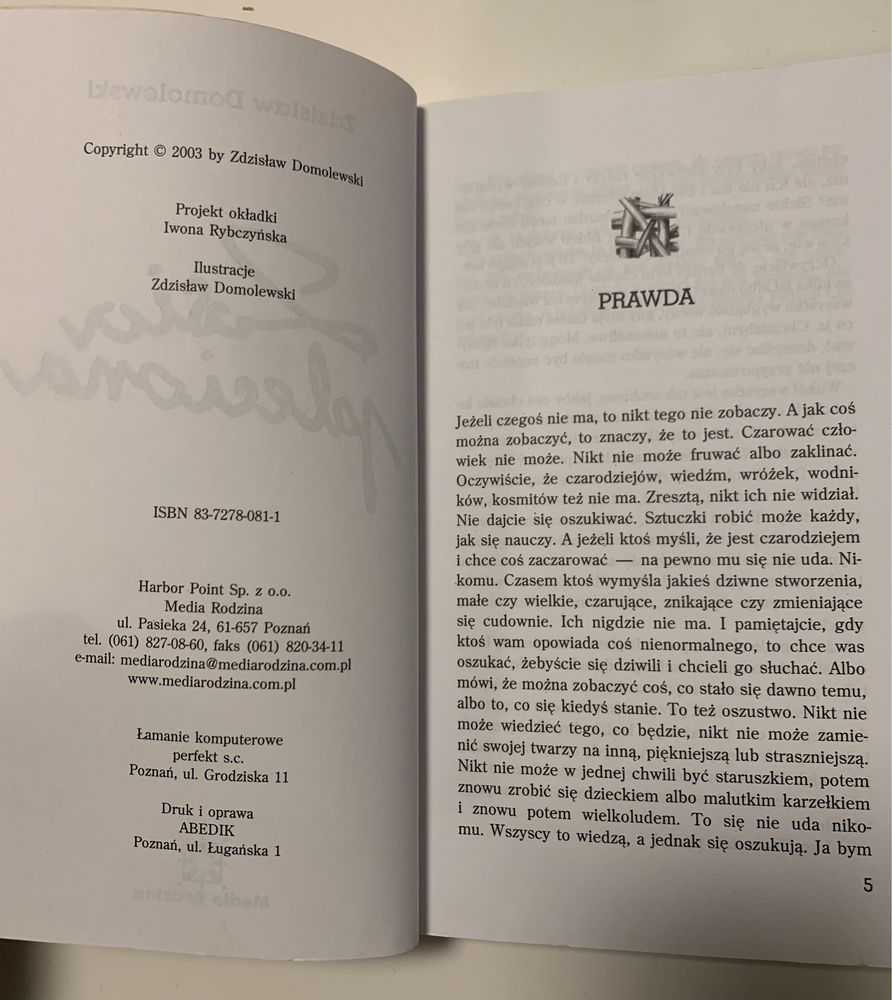 Copyright © 2003 by Zdzisław Domolewski
Projekt okładki
Iwona Rybczyńska
Ilustracje
Zdzisław Domolewski
ISBN 83-7278-081-1
Harbor Point Sp. z o.o.
Media Rodzina
ul. Pasieka 24, 61-657 Poznań
tel. (061) 827-08-60, faks (061) 820-34-11
e-mail: mediarodzina@mediarodzina.com.pl
www.mediarodzina.com.pl
Łamanie komputerowe
perfekt s.c.
Poznań, ul. Grodziska 11
Druk i oprawa
ABEDIK
Poznań, ul. Ługańska 1
PRAWDA
Jeżeli czegoś nie ma, to nikt tego nie zobaczy. A jak coś
można zobaczyć, to znaczy, że to jest. Czarować czło-
wiek nie może. Nikt nie może fruwać albo zaklinać.
Oczywiście, że czarodziejów, wiedźm, wróżek, wodni-
ków, kosmitów też nie ma. Zresztą, nikt ich nie widział.
Nie dajcie się oszukiwać. Sztuczki robić może każdy,
jak się nauczy. A jeżeli ktoś myśli, że jest czarodziejem
i chce coś zaczarować — na pewno mu się nie uda. Ni-
komu. Czasem ktoś wymyśla jakieś dziwne stworzenia,
małe czy wielkie, czarujące, znikające czy zmieniające
się cudownie. Ich nigdzie nie ma. I pamiętajcie, gdy
ktoś wam opowiada coś nienormalnego, to chce was
oszukać, żebyście się dziwili i chcieli go słuchać. Albo
mówi, że można zobaczyć coś, co stało się dawno temu,
albo to, co się kiedyś stanie. To też oszustwo. Nikt nie
może wiedzieć tego, co będzie, nikt nie może zamie-
nić swojej twarzy na inną, piękniejszą lub straszniejszą.
Nikt nie może w jednej chwili być staruszkiem, potem
znowu zrobić się dzieckiem albo malutkim karzełkiem
i znowu potem wielkoludem. To się nie uda niko-
mu. Wszyscy to wiedzą, a jednak się oszukują. Ja bym
5